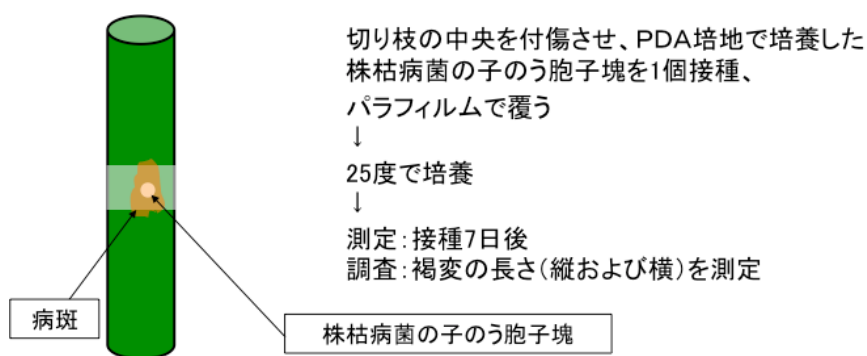 切り枝の中央を付傷させ、PDA培地で培養した
株枯病菌の子のう胞子塊を1個接種、
パラフィルムで覆う
↓
25度で培養
↓
測定:接種7日後
調査:褐変の長さ(縦および横)を測定
病斑
株枯病菌の子のう胞子塊